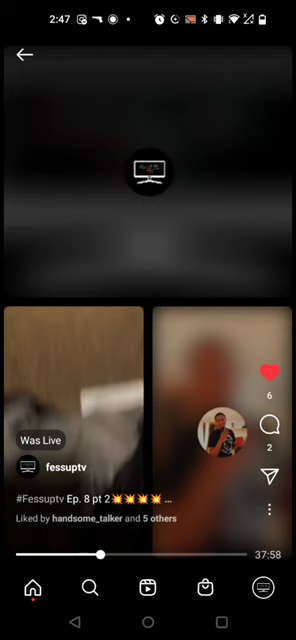 2:47
6
Was Live
2
fessuptv
#Fessuptv Ep. 8 pt 2💥💥💥💥 ...
Liked by handsome_talker and 5 others
37:58